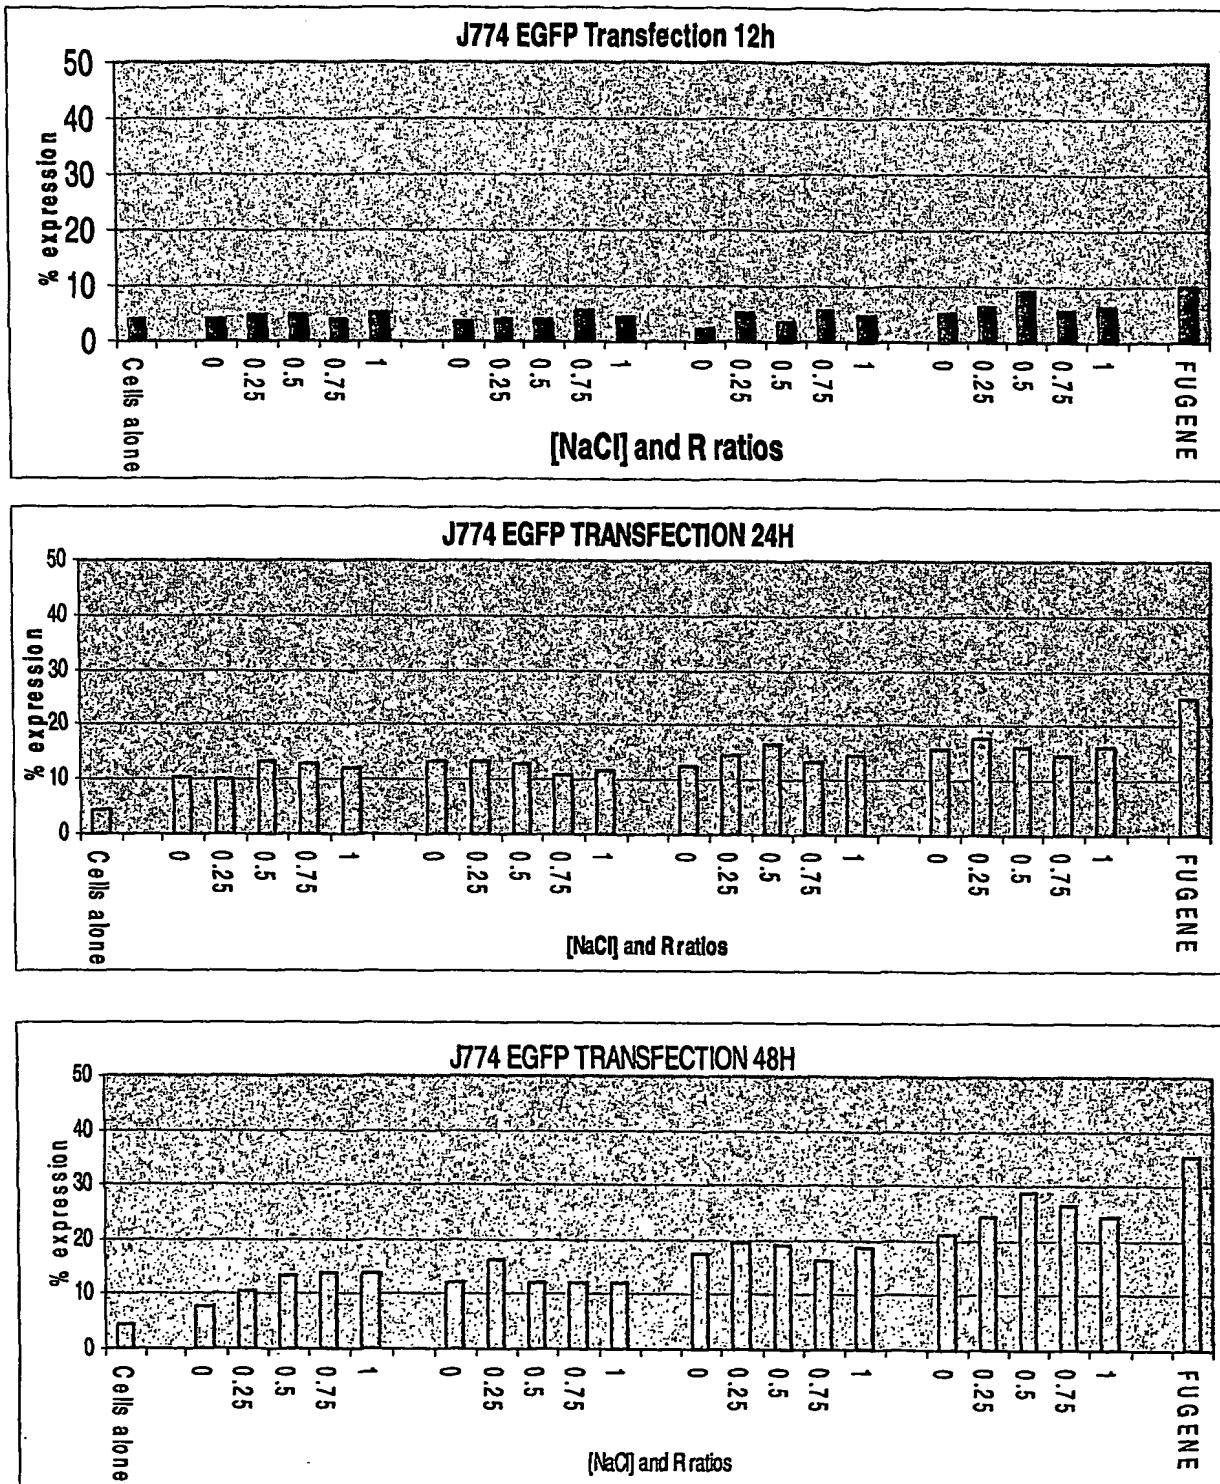 J774 EGFP Transfection 12h
50
40
30
20
10
0
% expression
Cells alone 0 0.25 0.5 0.75 1 0 0.25 0.5 0.75 1 0 0.25 0.5 0.75 1 0 0.25 0.5 0.75 1 FUGENE
[NaCl] and R ratios
J774 EGFP TRANSFECTION 24H
50
40
30
20
10
0
% expression
Cells alone 0 0.25 0.5 0.75 1 0 0.25 0.5 0.75 1 0 0.25 0.5 0.75 1 0 0.25 0.5 0.75 1 FUGENE
[NaCl] and R ratios
J774 EGFP TRANSFECTION 48H
50
40
30
20
10
0
% expression
Cells alone 0 0.25 0.5 0.75 1 0 0.25 0.5 0.75 1 0 0.25 0.5 0.75 1 0 0.25 0.5 0.75 1 FUGENE
[NaCl] and R ratios